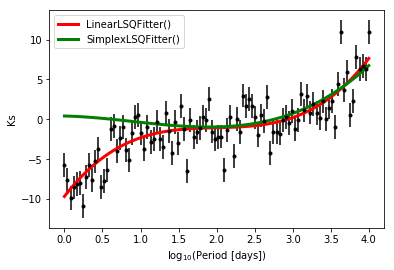 LinearLSQFitter()
SimplexLSQFitter()
10
5
0
−5
−10
Ks
0.0 0.5 1.0 1.5 2.0 2.5 3.0 3.5 4.0
log₁₀(Period [days])